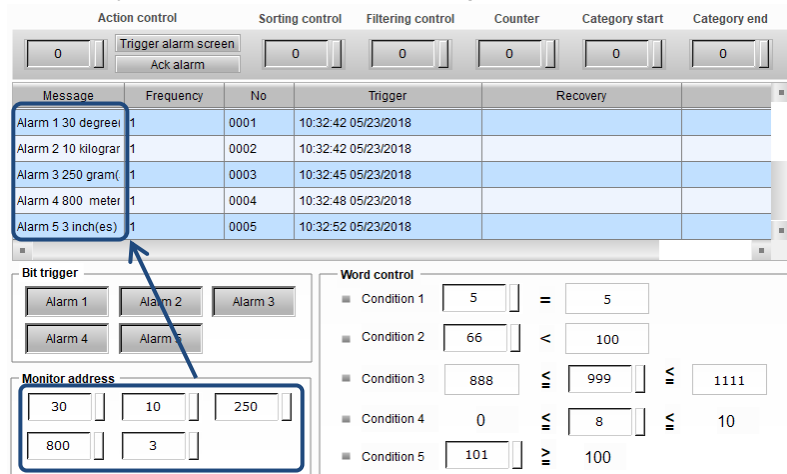 Action control Sorting control Filtering control Counter Category start Category end
0 Trigger alarm screen 0 0 0 0 0
Ack alarm
Message Frequency No Trigger Recovery
Alarm 1 30 degree( 1 0001 10:32:42 05/23/2018
Alarm 2 10 kilograr 1 0002 10:32:42 05/23/2018
Alarm 3 250 gram( 1 0003 10:32:45 05/23/2018
Alarm 4 800 meter 1 0004 10:32:48 05/23/2018
Alarm 5 3 inch(es) 1 0005 10:32:52 05/23/2018
Bit trigger
Alarm 1 Alarm 2 Alarm 3
Alarm 4 Alarm 5
Monitor address
30 10 250
800 3
Word control
Condition 1 5 = 5
Condition 2 66 < 100
Condition 3 888 ≦ 999 ≦ 1111
Condition 4 0 ≦ 8 ≦ 10
Condition 5 101 ≧ 100